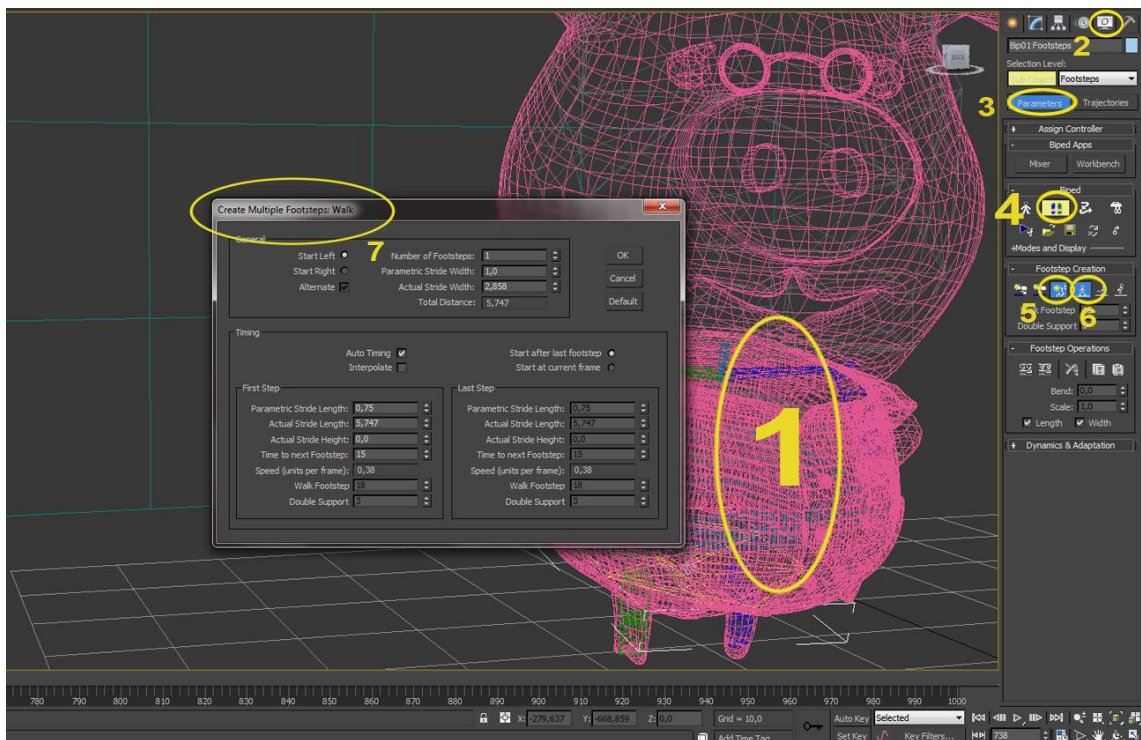 2
Bip01 Footsteps
Selection Level:
Sub-Object Footsteps
3
Parameters Trajectories
+ Assign Controller
- Biped Apps
Mixer Workbench
- Biped
4
+Modes and Display
- Footstep Creation
5 6
Footstep
Double Support
- Footstep Operations
Bend: 0,0
Scale: 1,0
Length Width
+ Dynamics & Adaptation
BACK
1
Create Multiple Footsteps: Walk
7
General
Start Left
Start Right
Alternate
Number of Footsteps: 1
Parametric Stride Width: 1,0
Actual Stride Width: 2,858
Total Distance: 5,747
OK
Cancel
Default
Timing
Auto Timing
Interpolate
Start after last footstep
Start at current frame
First Step
Parametric Stride Length: 0,75
Actual Stride Length: 5,747
Actual Stride Height: 0,0
Time to next Footstep: 15
Speed (units per frame): 0,38
Walk Footstep 18
Double Support 3
Last Step
Parametric Stride Length: 0,75
Actual Stride Length: 5,747
Actual Stride Height: 0,0
Time to next Footstep: 15
Speed (units per frame): 0,38
Walk Footstep 18
Double Support 3
780 790 800 810 820 830 840 850 860 870 880 890 900 910 920 930 940 950 960 970 980 990 1000
X: -279,637 Y: -668,859 Z: 0,0 Grid = 10,0 Auto Key Selected
Add Time Tag Set Key Key Filters... 738